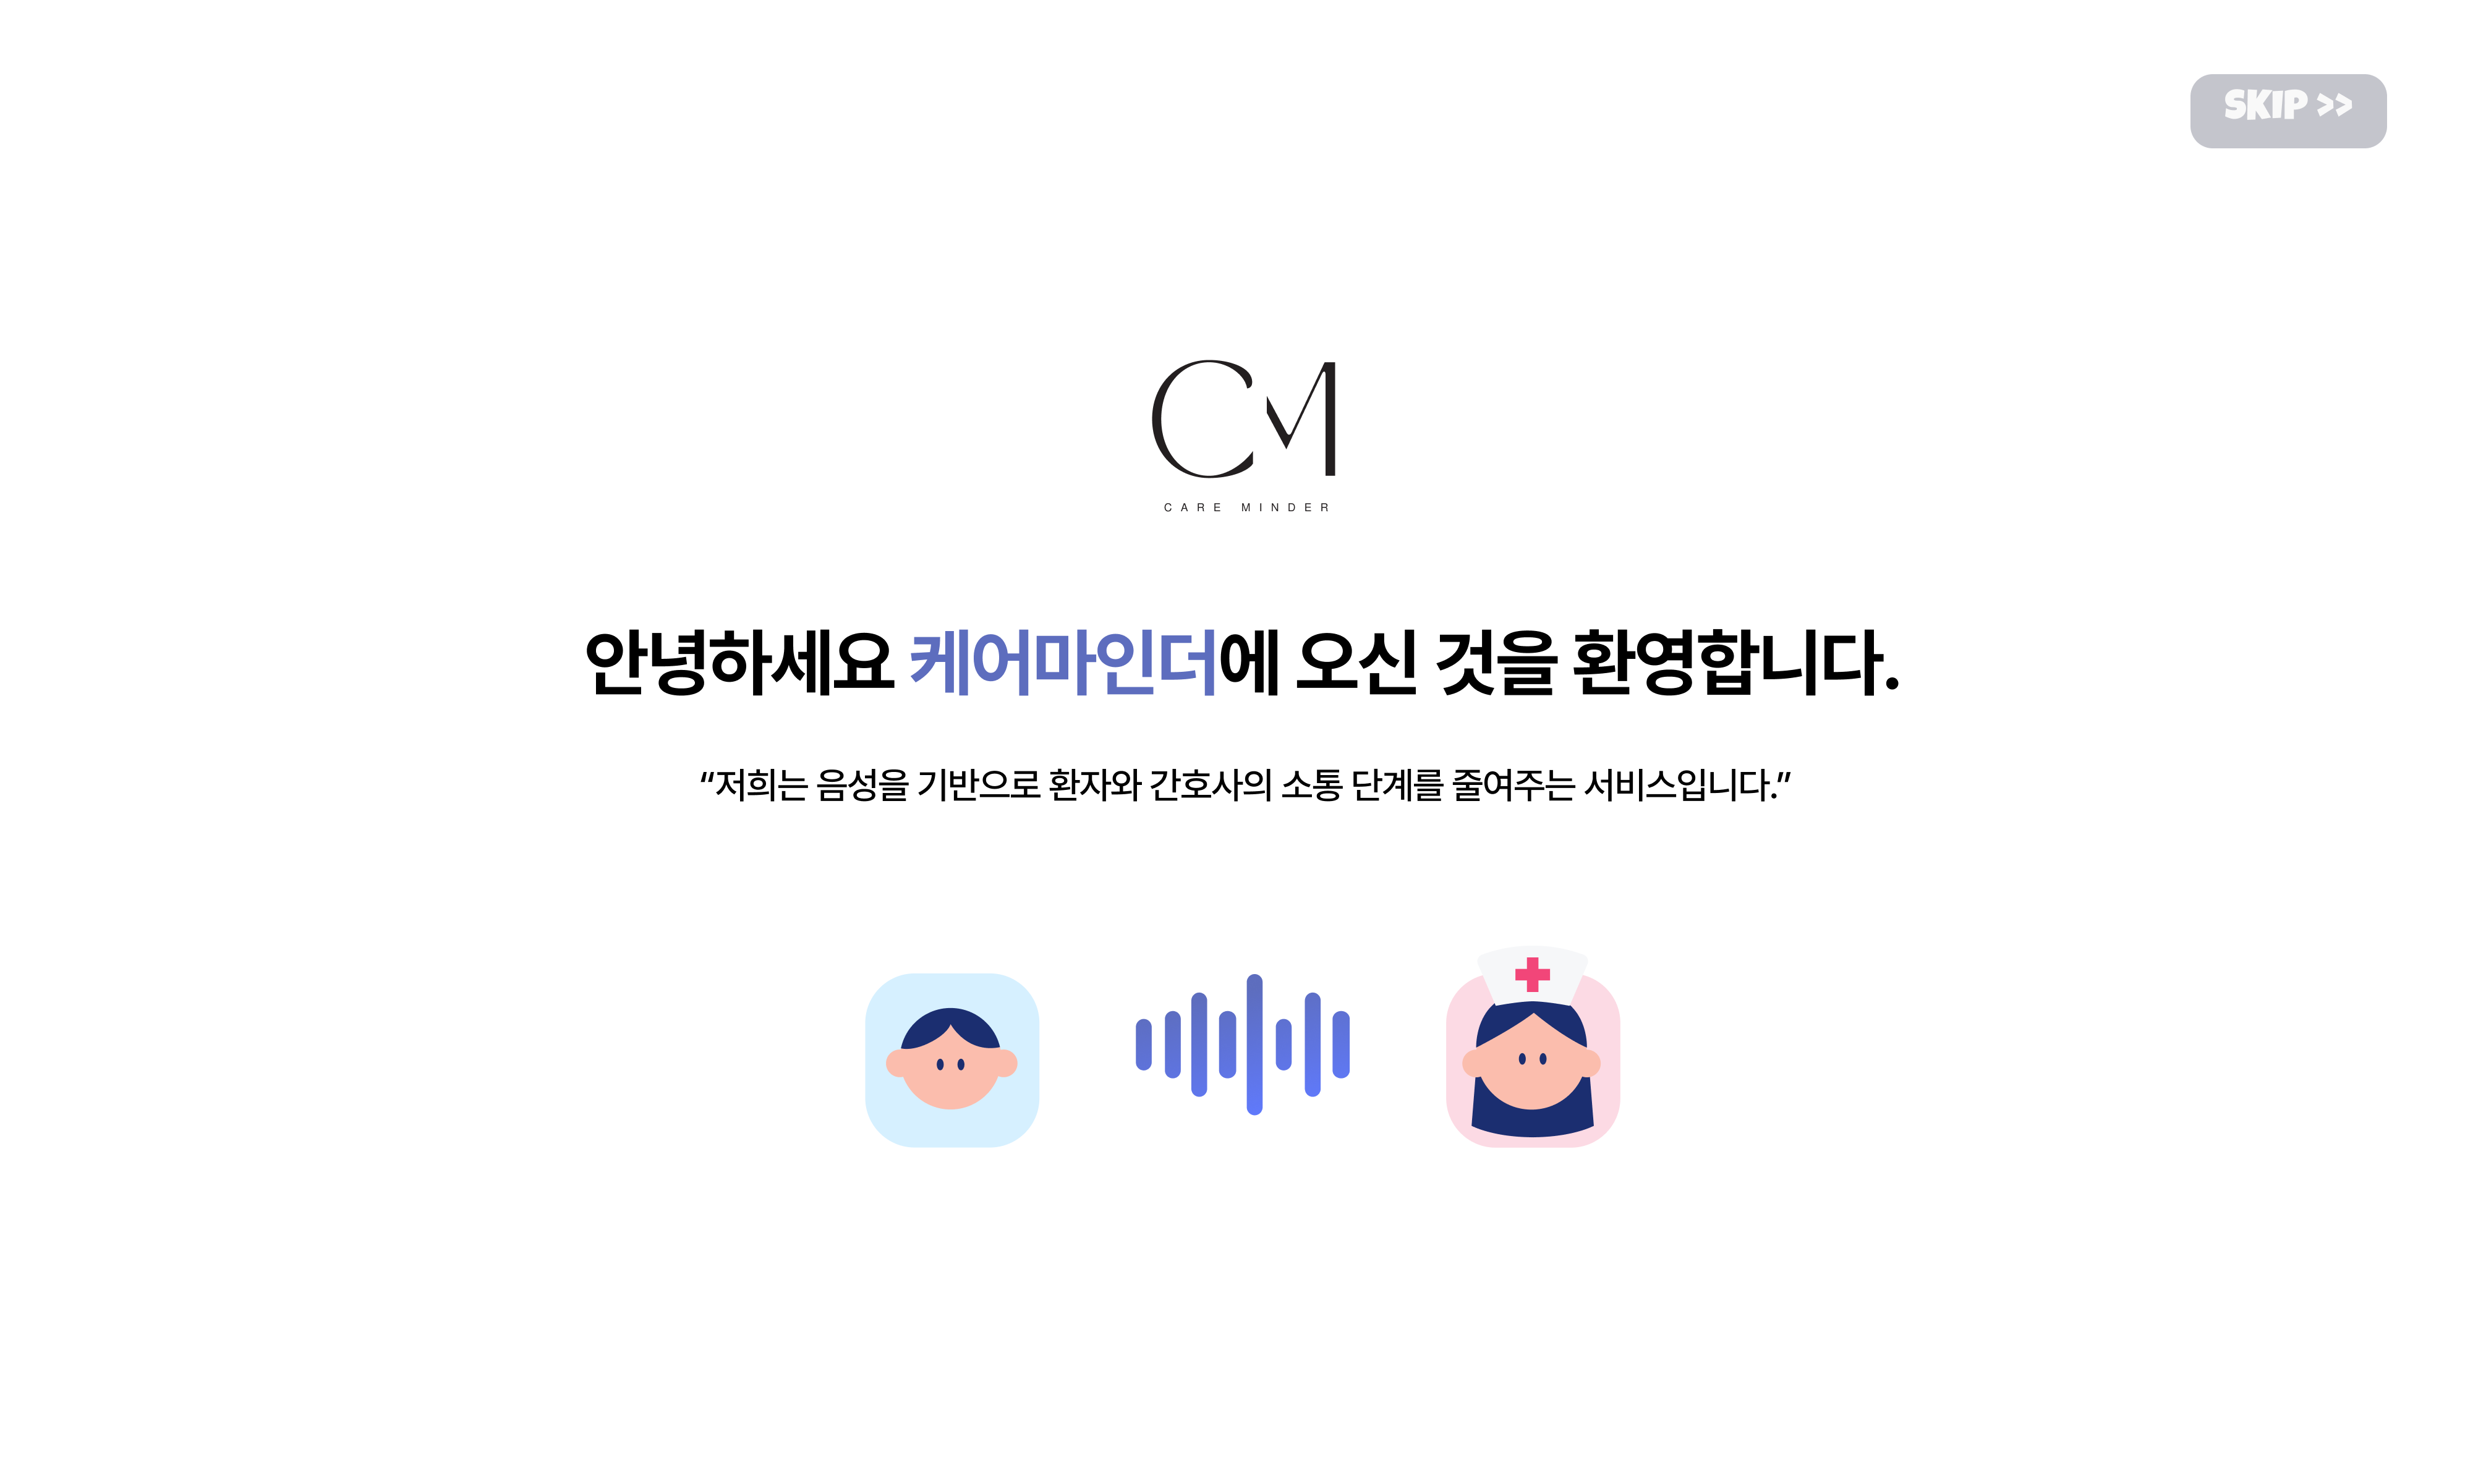 SKIP >>
CM
CARE MINDER
안녕하세요 케어마인더에 오신 것을 환영합니다.
"저희는 음성을 기반으로 환자와 간호사의 소통 단계를 줄여주는 서비스입니다."